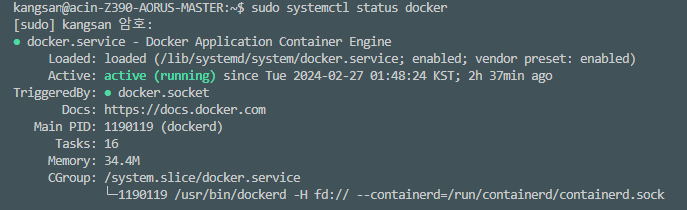 kangsan@acin-Z390-AORUS-MASTER:~$ sudo systemctl status docker
[sudo] kangsan 암호:
● docker.service - Docker Application Container Engine
     Loaded: loaded (/lib/systemd/system/docker.service; enabled; vendor preset: enabled)
     Active: active (running) since Tue 2024-02-27 01:48:24 KST; 2h 37min ago
TriggeredBy: ● docker.socket
       Docs: https://docs.docker.com
   Main PID: 1190119 (dockerd)
      Tasks: 16
     Memory: 34.4M
     CGroup: /system.slice/docker.service
             └─1190119 /usr/bin/dockerd -H fd:// --containerd=/run/containerd/containerd.sock